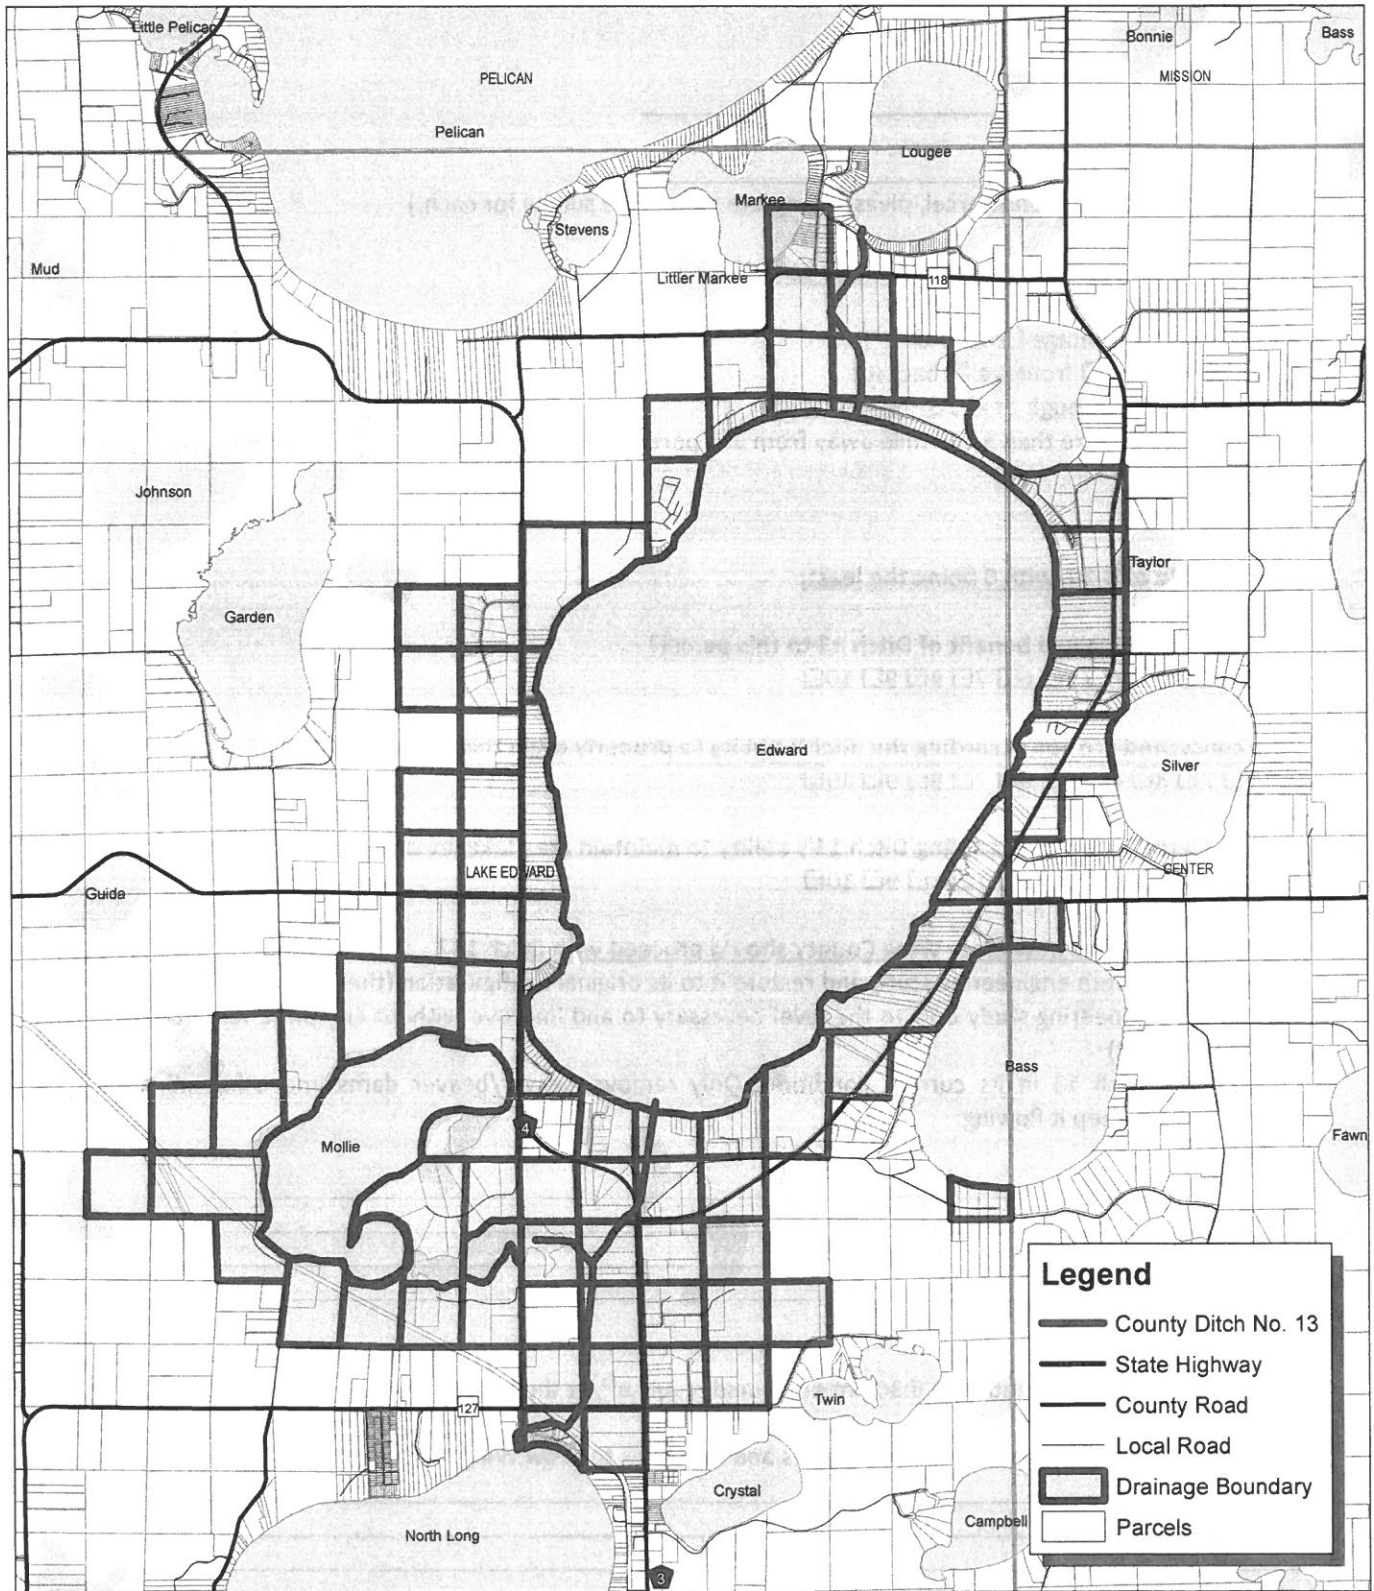 Little Pelican
Bonnie
Bass
PELICAN
MISSION
Pelican
Lougee
Markee
Stevens
Mud
Littler Markee
118
Johnson
Taylor
Garden
Edward
Silver
LAKE EDWARD
CENTER
Guida
Bass
4
Fawn
Mollie
Legend
County Ditch No. 13
State Highway
County Road
Local Road
Drainage Boundary
Parcels
Twin
127
Crystal
Campbell
North Long
3